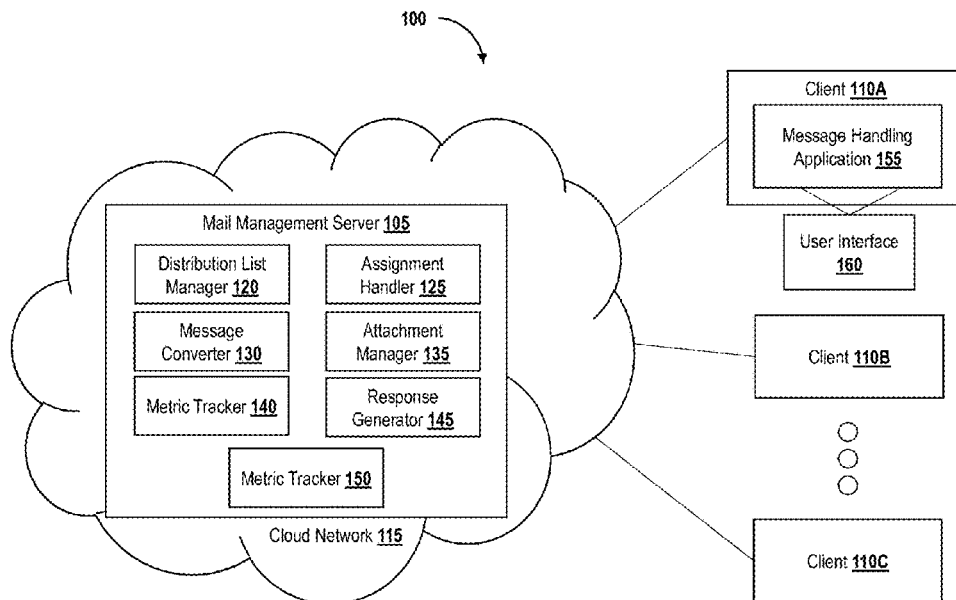 100
Client 110A
Message Handling
Application 155
User Interface
160
Mail Management Server 105
Distribution List
Manager 120
Assignment
Handler 125
Message
Converter 130
Attachment
Manager 135
Metric Tracker 140
Response
Generator 145
Metric Tracker 150
Cloud Network 115
Client 110B
Client 110C